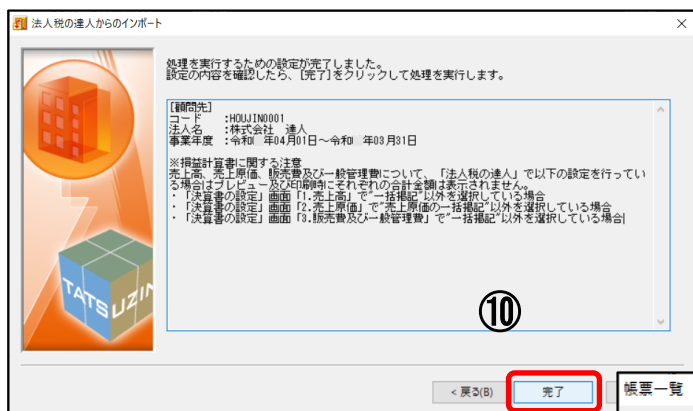 法人税の達人からのインポート
処理を実行するための設定が完了しました。
設定の内容を確認したら、[完了]をクリックして処理を実行します。
[顧問先]
コード　　:HOUJIN0001
法人名　　:株式会社　達人
事業年度　:令和　年04月01日～令和　年03月31日
※損益計算書に関する注意
売上高、売上原価、販売費及び一般管理費について、「法人税の達人」で以下の設定を行ってい
る場合はプレビュー及び印刷時にそれぞれの合計金額は表示されません。
・「決算書の設定」画面「1.売上高」で"一括掲記"以外を選択している場合
・「決算書の設定」画面「2.売上原価」で"売上原価の一括掲記"以外を選択している場合
・「決算書の設定」画面「3.販売費及び一般管理費」で"一括掲記"以外を選択している場合
TATSUZIN
⑩
< 戻る(B)
完了
帳票一覧